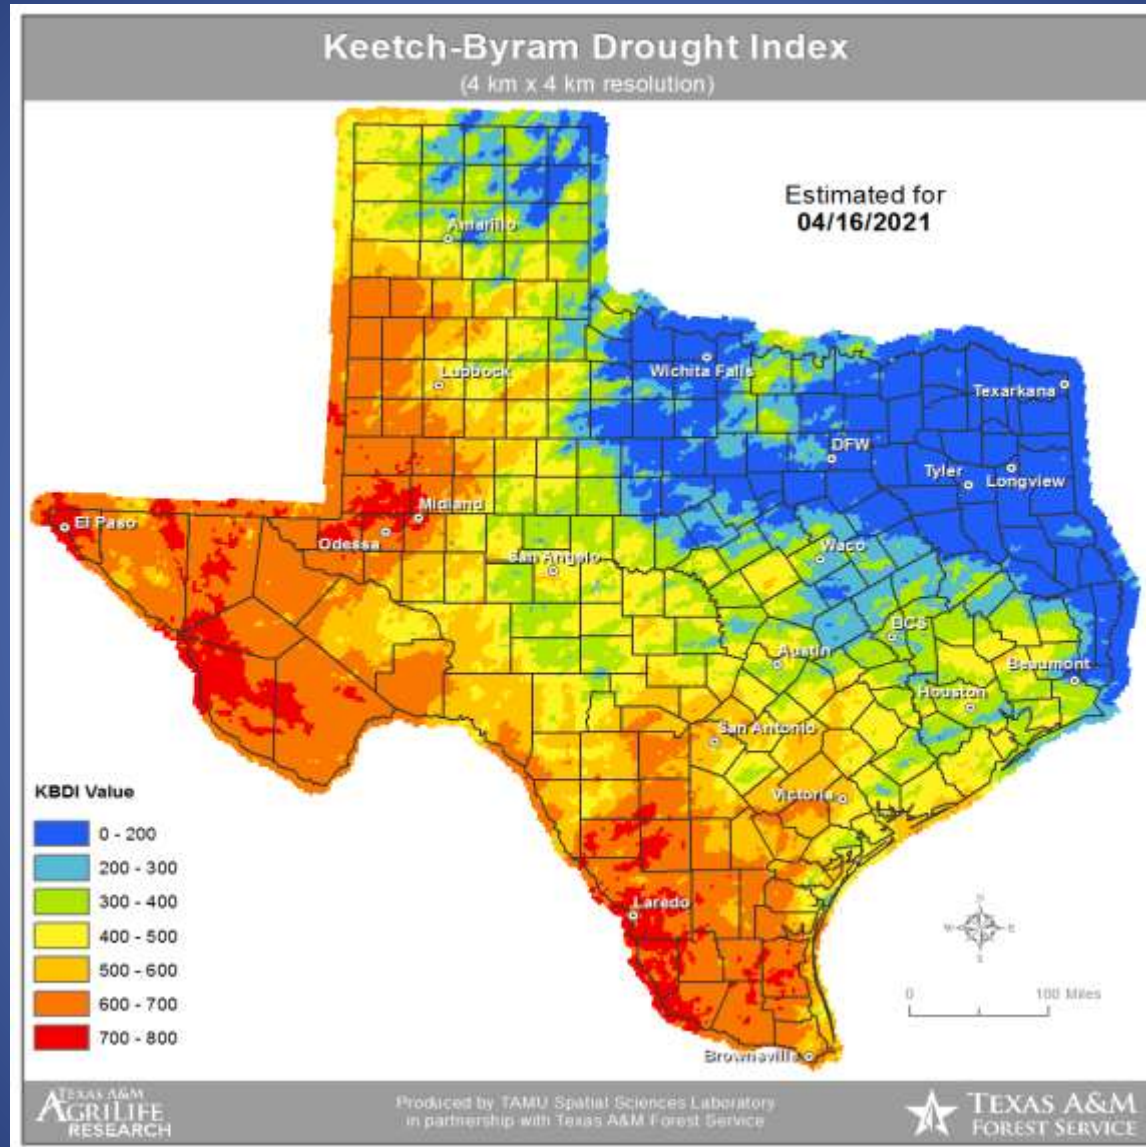 Keetch-Byram Drought Index
(4 km x 4 km resolution)
Estimated for
04/16/2021
Amarillo
Lubbock
Wichita Falls
Texarkana
DFW
Tyler
Longview
Midland
El Paso
Odessa
San Angelo
Waco
BCS
Austin
Beaumont
Houston
San Antonio
Victoria
Laredo
Brownsville
KBDI Value
0 - 200
200 - 300
300 - 400
400 - 500
500 - 600
600 - 700
700 - 800
N
W
E
S
0
100 Miles
TEXAS A&M
AGRILIFE
RESEARCH
Produced by TAMU Spatial Sciences Laboratory
in partnership with Texas A&M Forest Service
TEXAS A&M
FOREST SERVICE